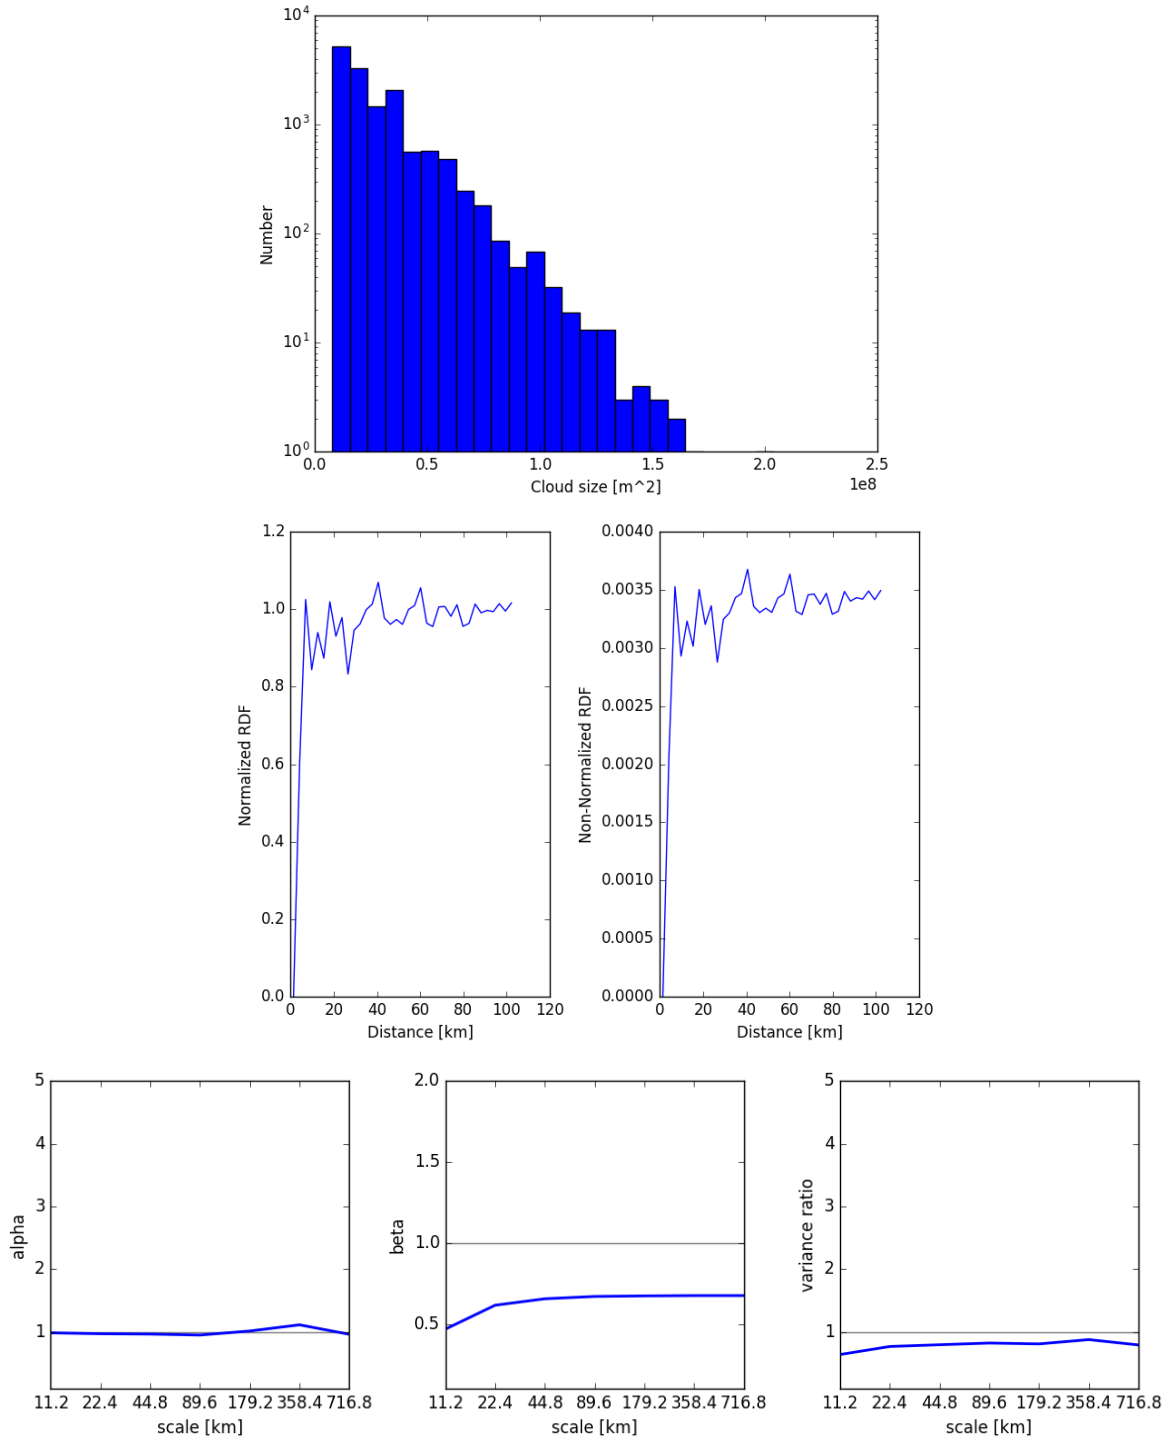 10^4
10^3
10^2
10^1
10^0
Number
0.0 0.5 1.0 1.5 2.0 2.5
Cloud size [m^2]
1e8
1.2
1.0
0.8
0.6
0.4
0.2
0.0
Normalized RDF
0 20 40 60 80 100 120
Distance [km]
0.0040
0.0035
0.0030
0.0025
0.0020
0.0015
0.0010
0.0005
0.0000
Non-Normalized RDF
0 20 40 60 80 100 120
Distance [km]
5
4
3
2
1
alpha
11.2 22.4 44.8 89.6 179.2 358.4 716.8
scale [km]
2.0
1.5
1.0
0.5
beta
11.2 22.4 44.8 89.6 179.2 358.4 716.8
scale [km]
5
4
3
2
1
variance ratio
11.2 22.4 44.8 89.6 179.2 358.4 716.8
scale [km]